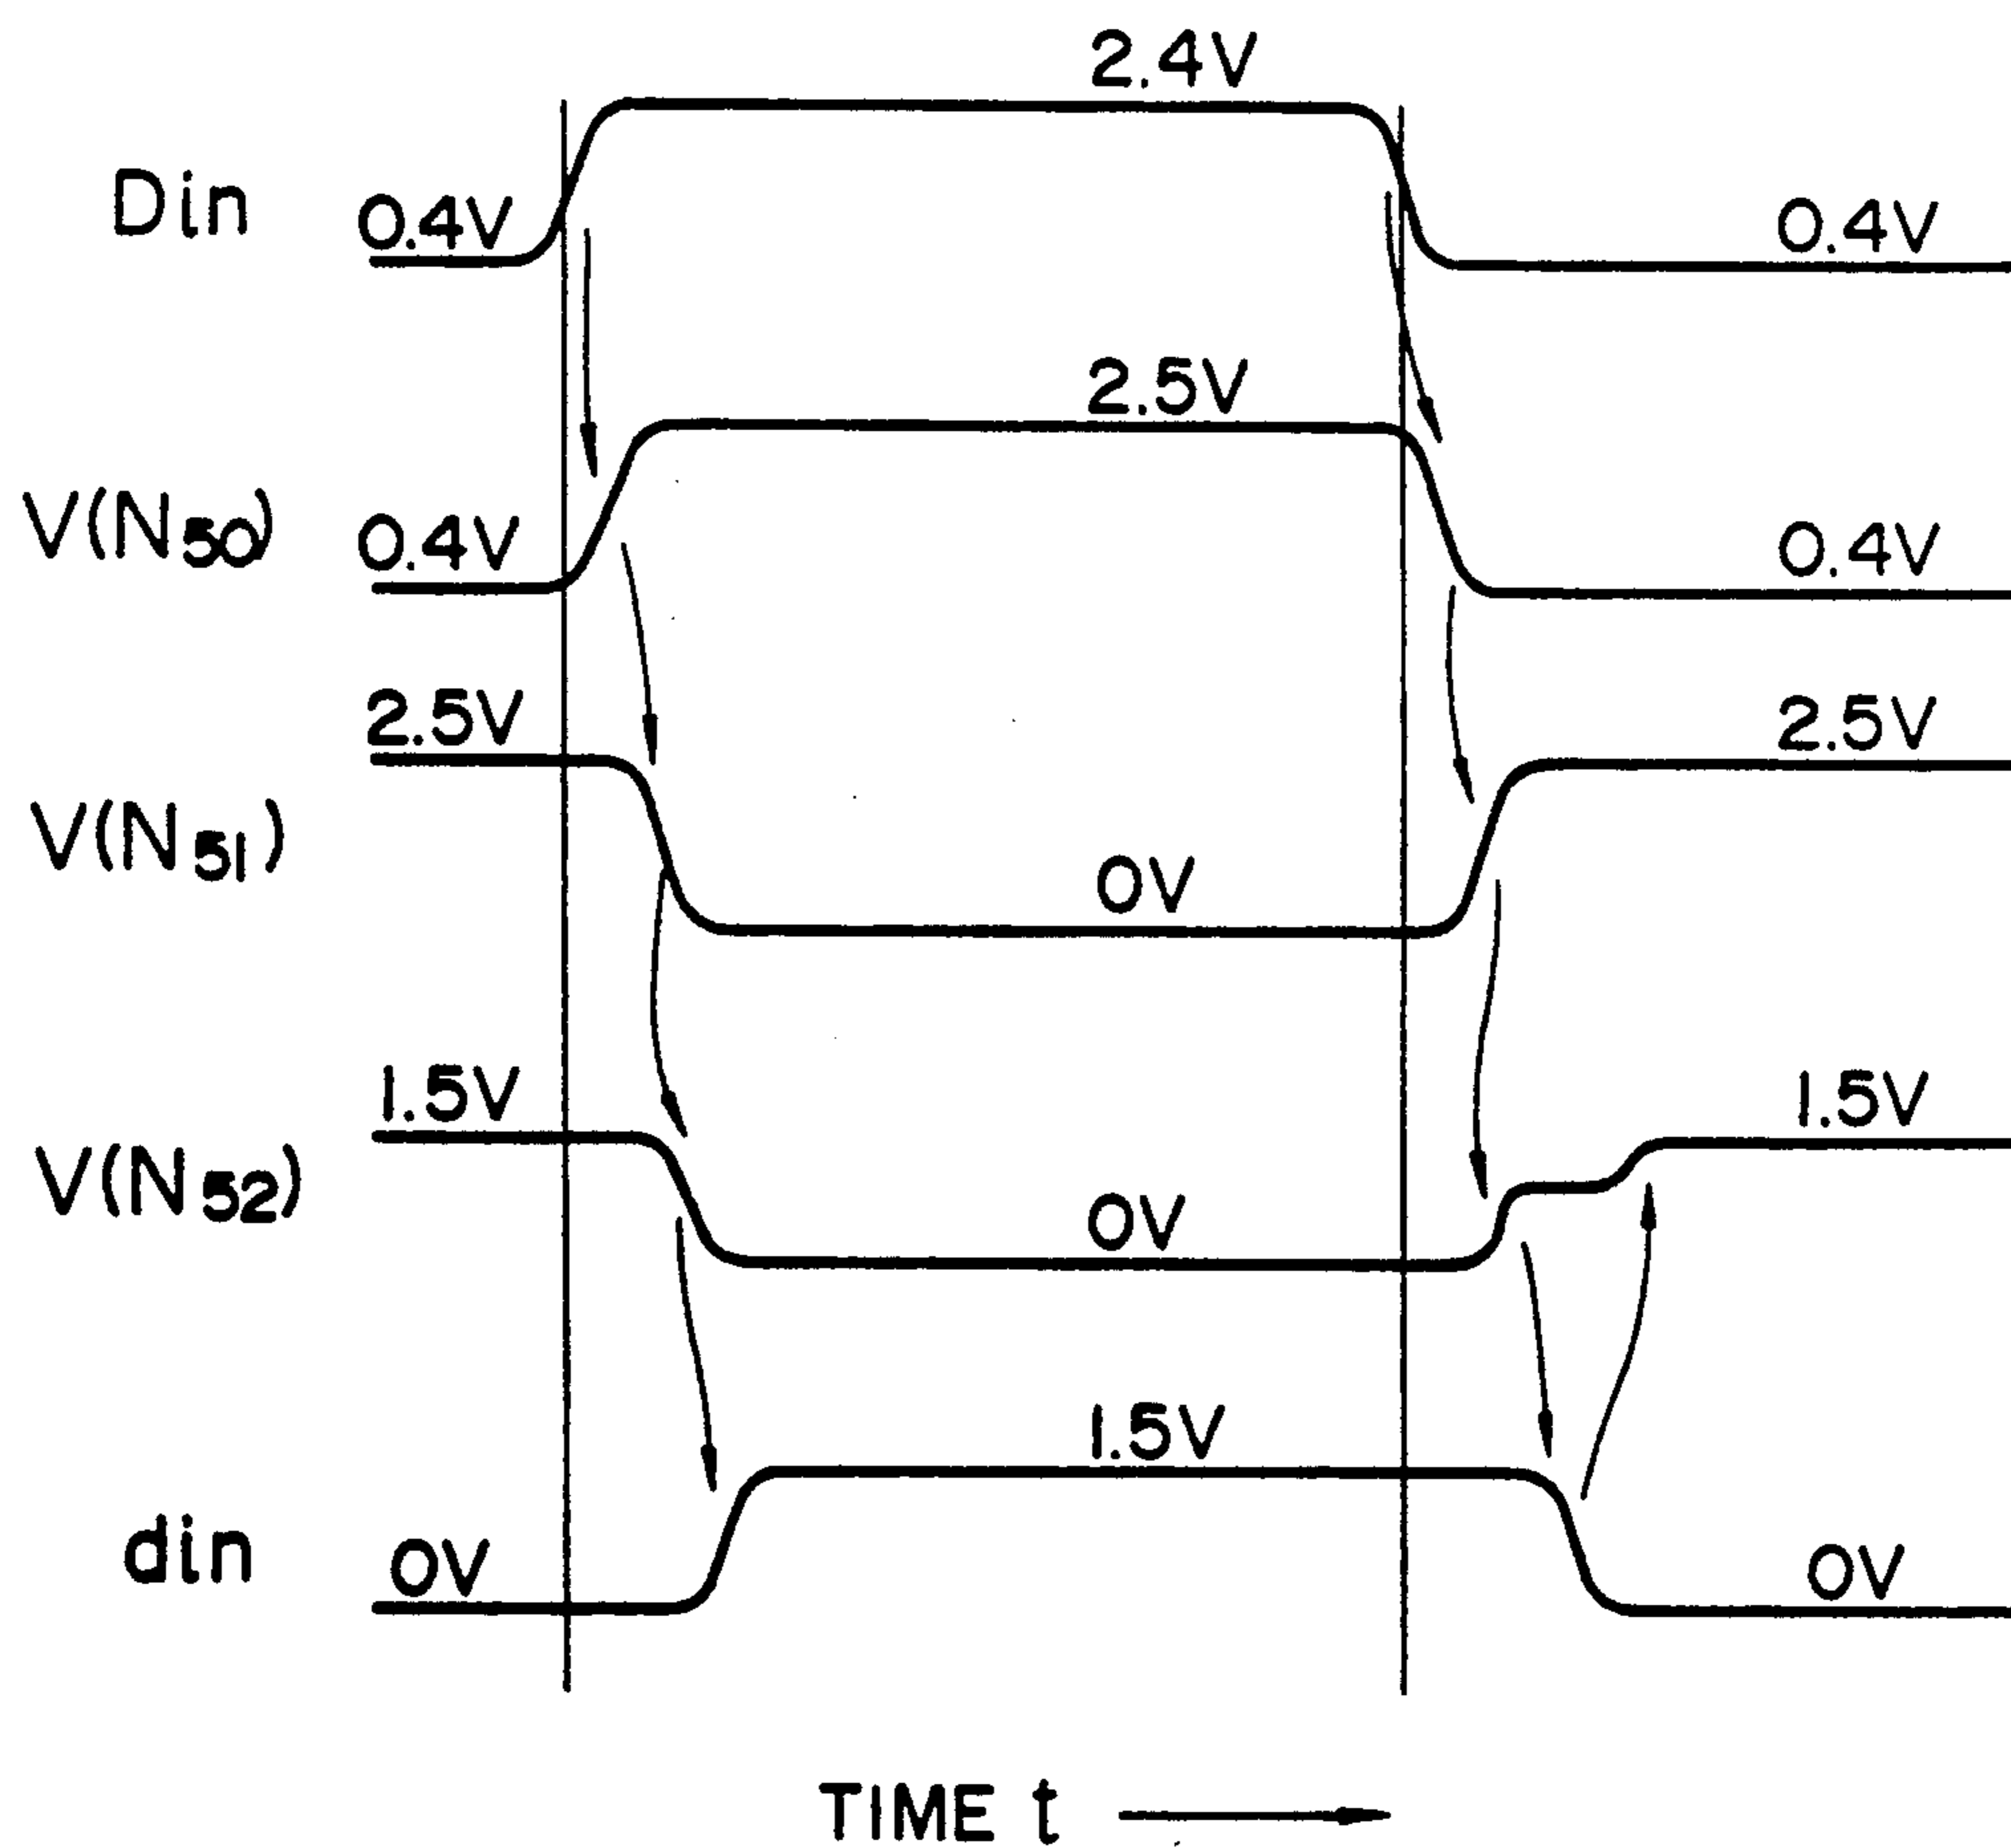 2.4V
Din 0.4V 0.4V
2.5V
V(N50) 0.4V 0.4V
2.5V 2.5V
V(N51) 0V
1.5V 1.5V
V(N52) 0V
1.5V
din 0V 0V
TIME t